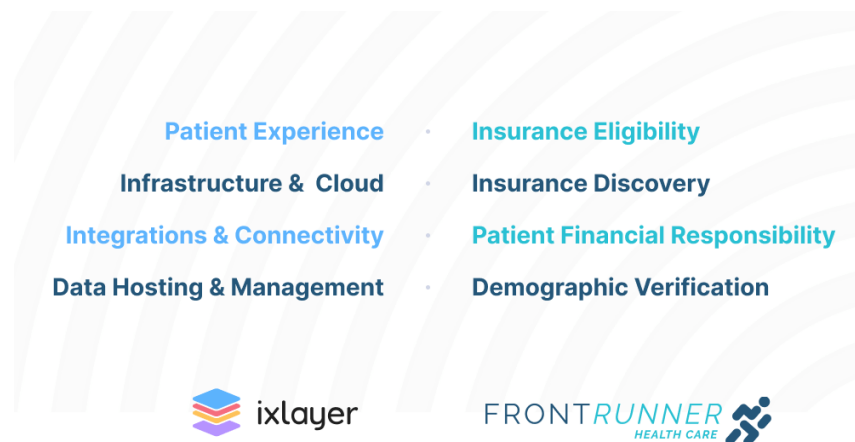 Patient Experience · Insurance Eligibility
Infrastructure & Cloud · Insurance Discovery
Integrations & Connectivity · Patient Financial Responsibility
Data Hosting & Management · Demographic Verification
ixlayer
FRONTRUNNER
HEALTH CARE